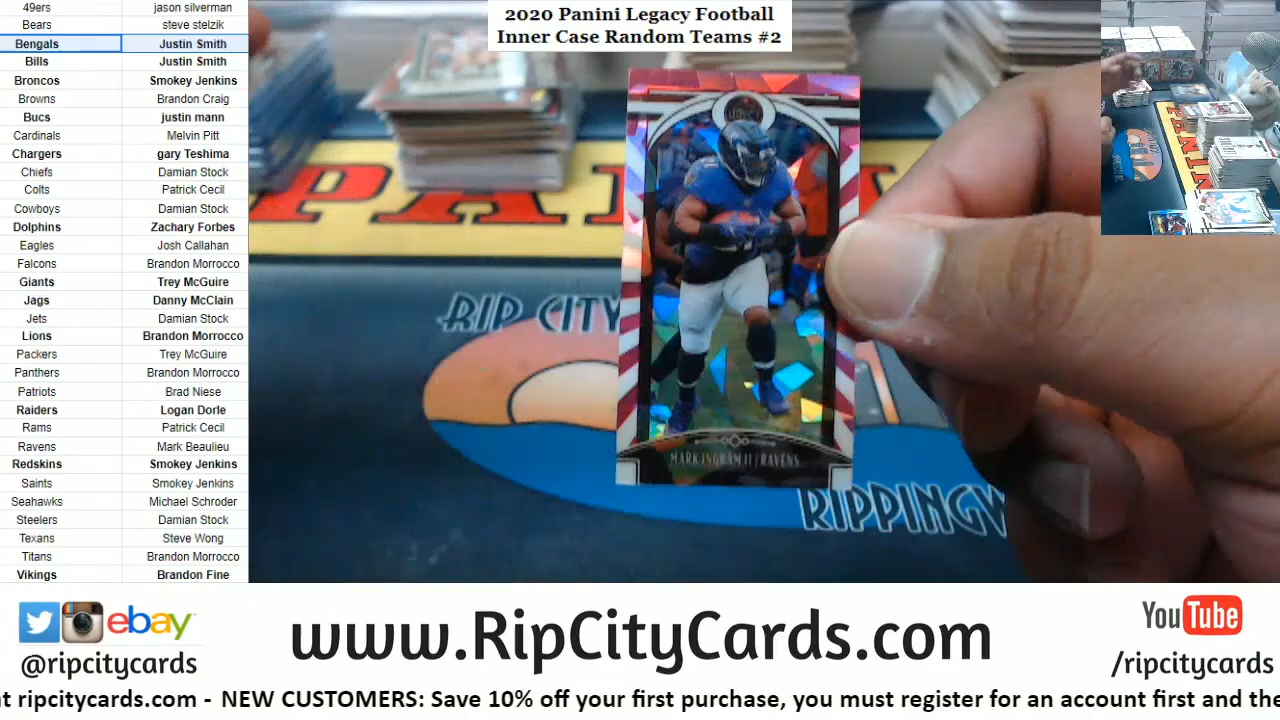 2020 Panini Legacy Football
Inner Case Random Teams #2
49ers jason silverman
Bears steve stelzik
Bengals Justin Smith
Bills Justin Smith
Broncos Smokey Jenkins
Browns Brandon Craig
Bucs justin mann
Cardinals Melvin Pitt
Chargers gary Teshima
Chiefs Damian Stock
Colts Patrick Cecil
Cowboys Damian Stock
Dolphins Zachary Forbes
Eagles Josh Callahan
Falcons Brandon Morrocco
Giants Trey McGuire
Jags Danny McClain
Jets Damian Stock
Lions Brandon Morrocco
Packers Trey McGuire
Panthers Brandon Morrocco
Patriots Brad Niese
Raiders Logan Dorle
Rams Patrick Cecil
Ravens Mark Beaulieu
Redskins Smokey Jenkins
Saints Smokey Jenkins
Seahawks Michael Schroder
Steelers Damian Stock
Texans Steve Wong
Titans Brandon Morrocco
Vikings Brandon Fine
PANI
PANINI
LEGACY
RIP CITY
MARK INGRAM II | RAVENS
RIPPINGW
ebay
@ripcitycards
www.RipCityCards.com
YouTube
/ripcitycards
t ripcitycards.com - NEW CUSTOMERS: Save 10% off your first purchase, you must register for an account first and the